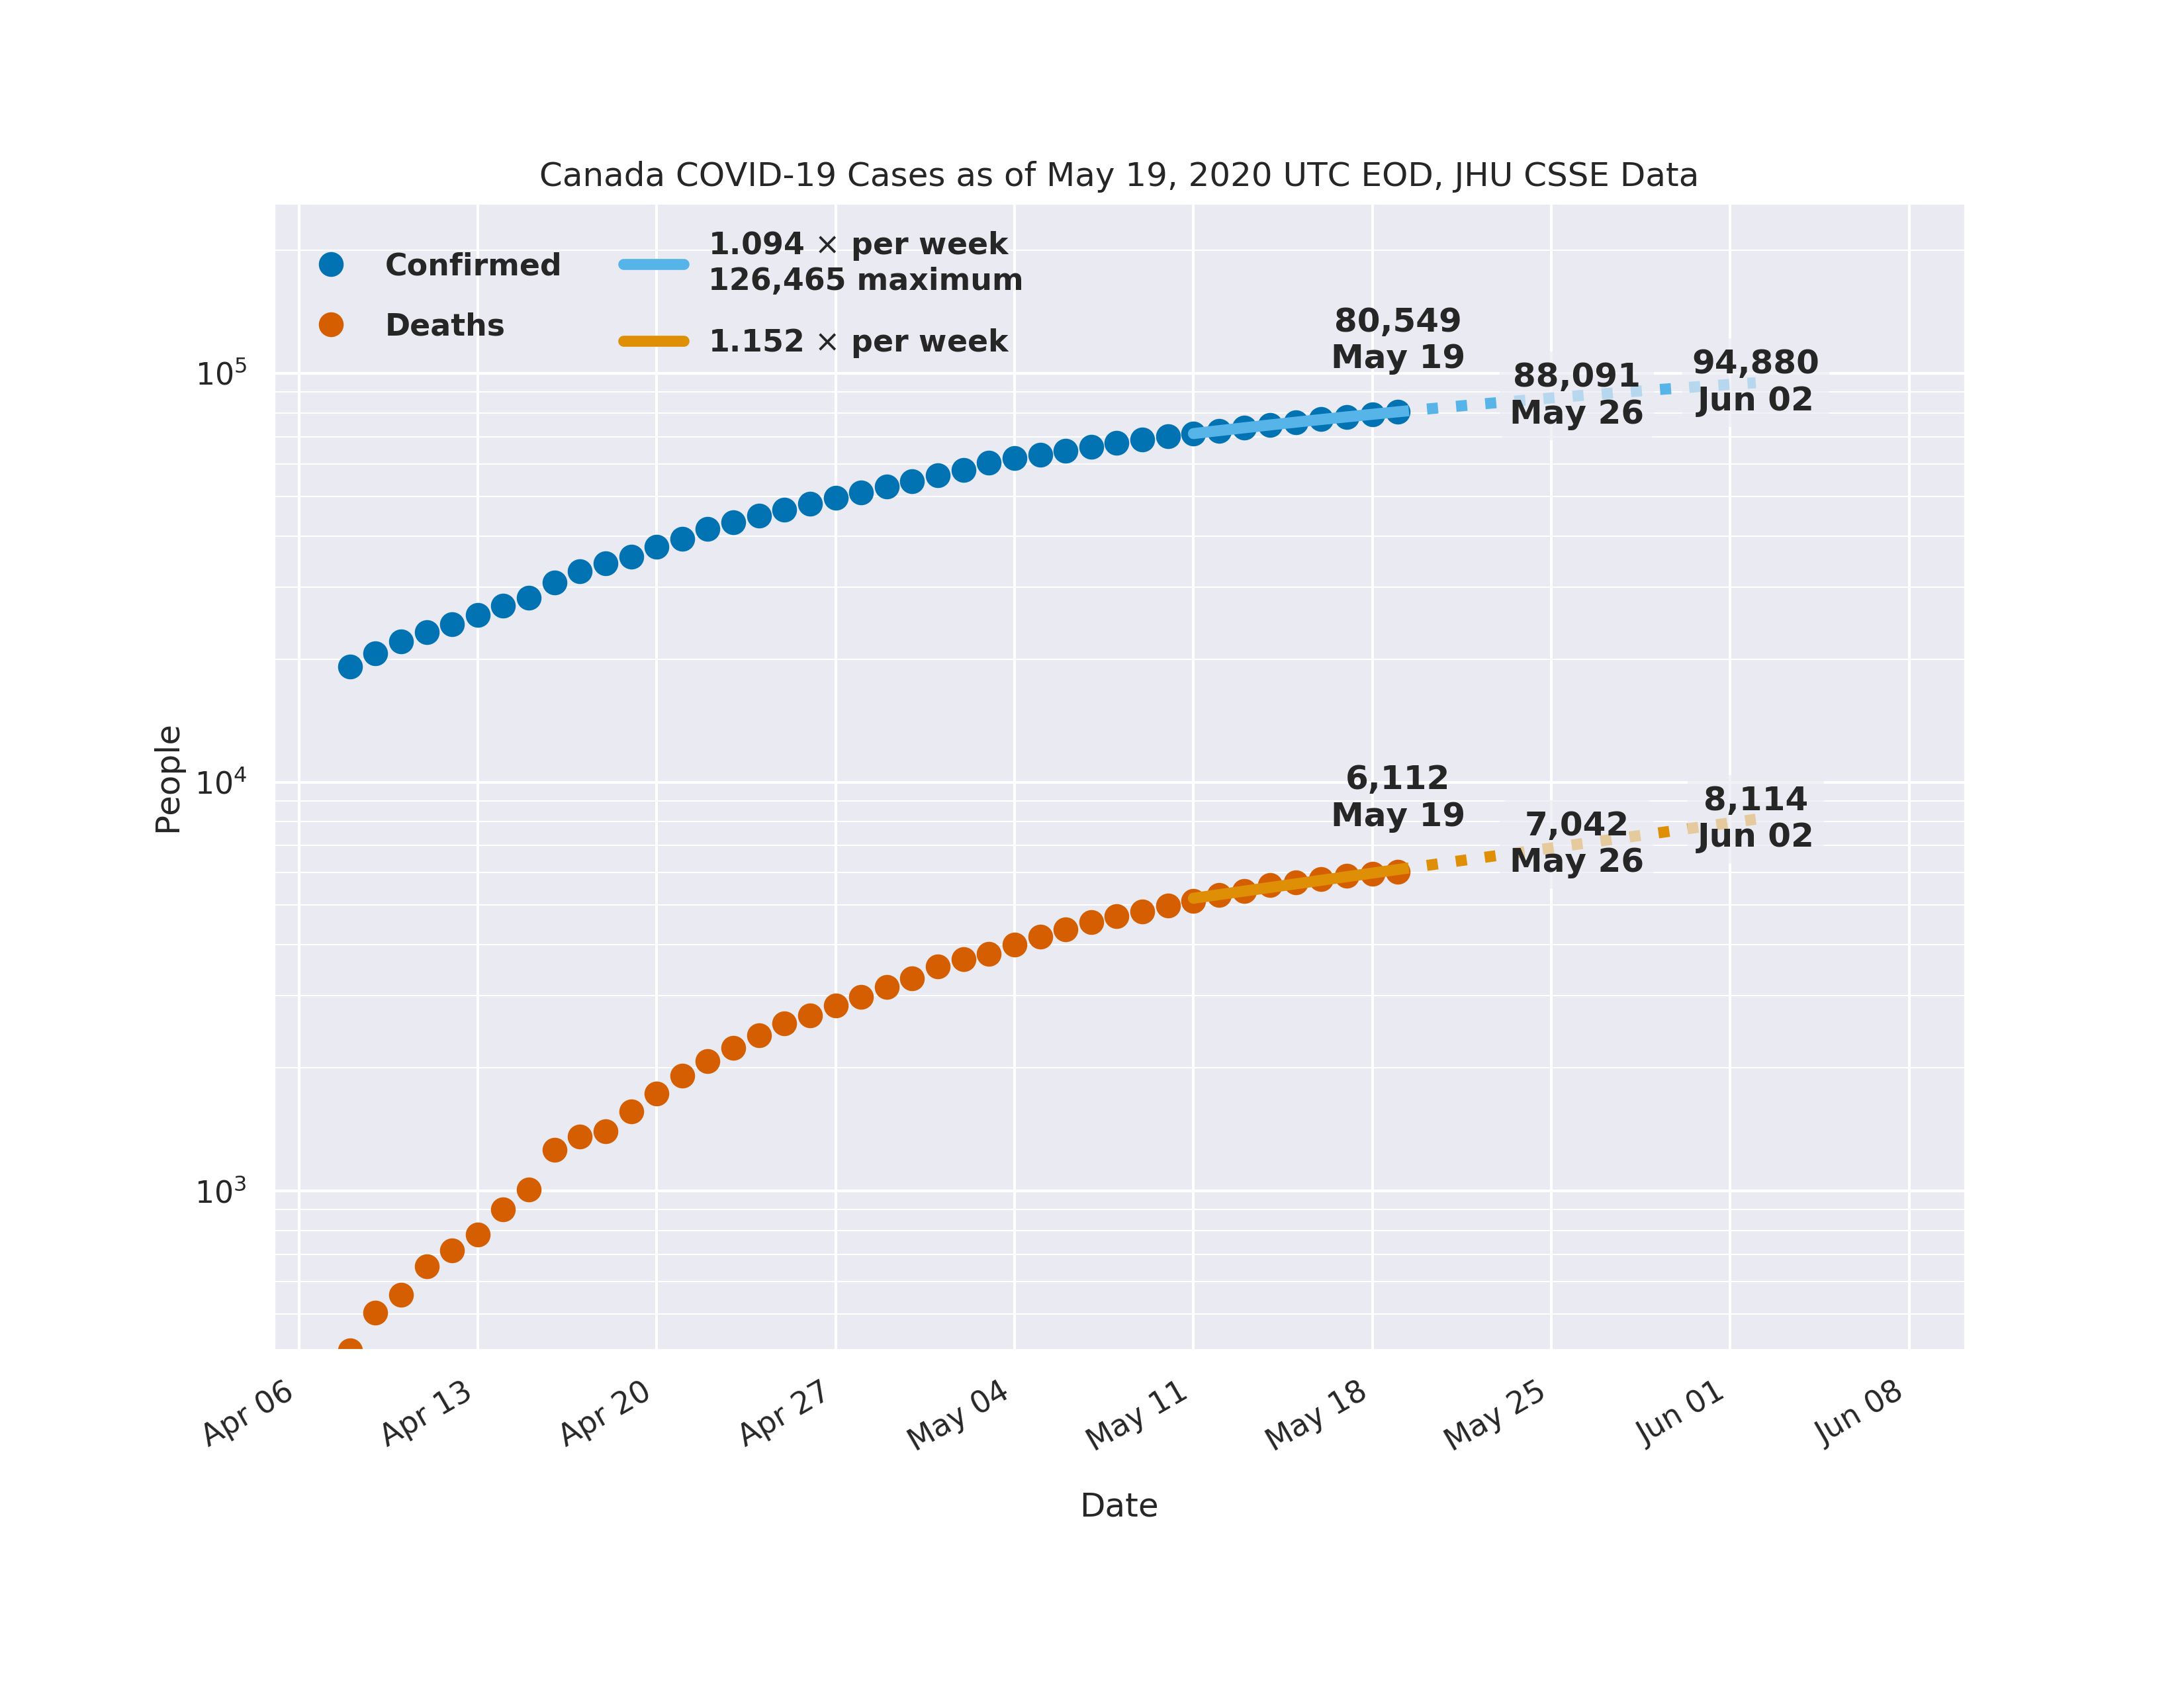 Canada COVID-19 Cases as of May 19, 2020 UTC EOD, JHU CSSE Data
Confirmed
Deaths
1.094 × per week
126,465 maximum
1.152 × per week
80,549
May 19
88,091
May 26
94,880
Jun 02
6,112
May 19
7,042
May 26
8,114
Jun 02
People
10⁵
10⁴
10³
Apr 06
Apr 13
Apr 20
Apr 27
May 04
May 11
May 18
May 25
Jun 01
Jun 08
Date